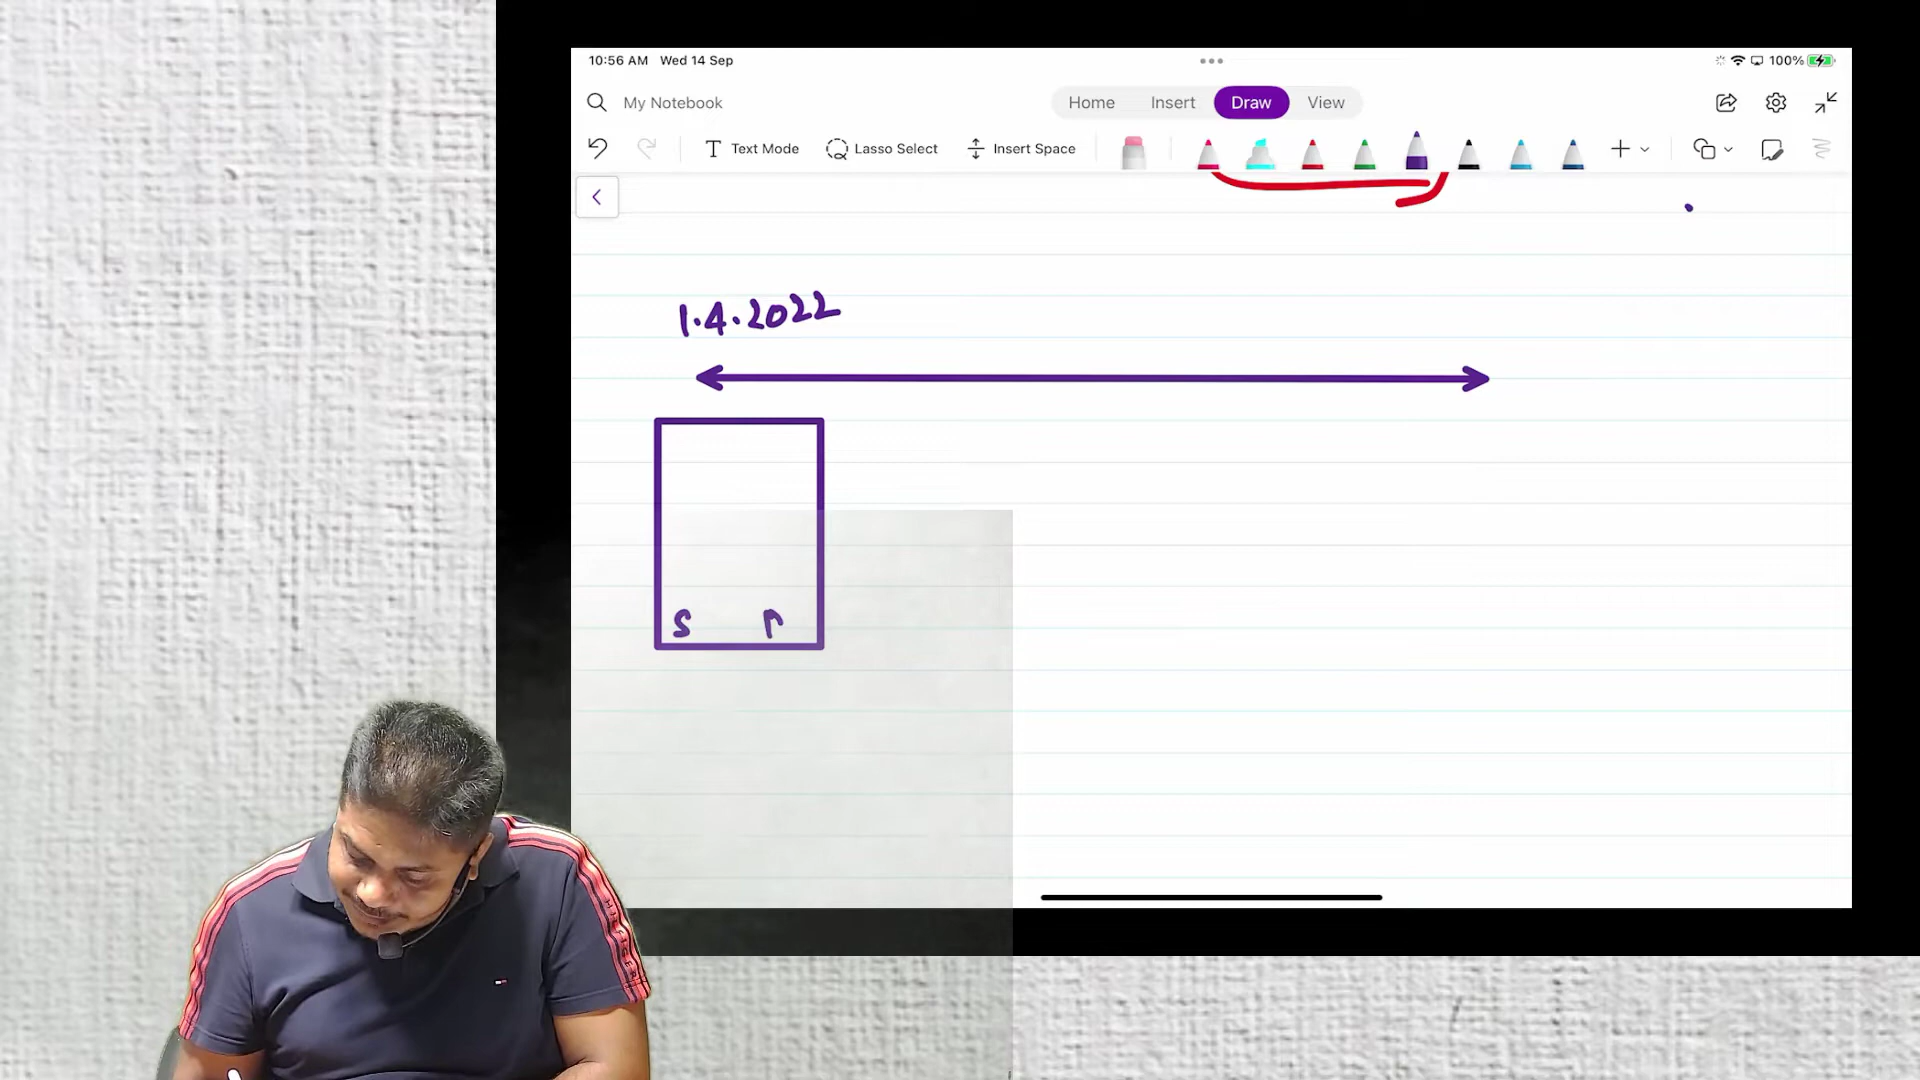 10:56 AM Wed 14 Sep
100%
My Notebook
Home Insert Draw View
Text Mode Lasso Select Insert Space
1.4.2022
S